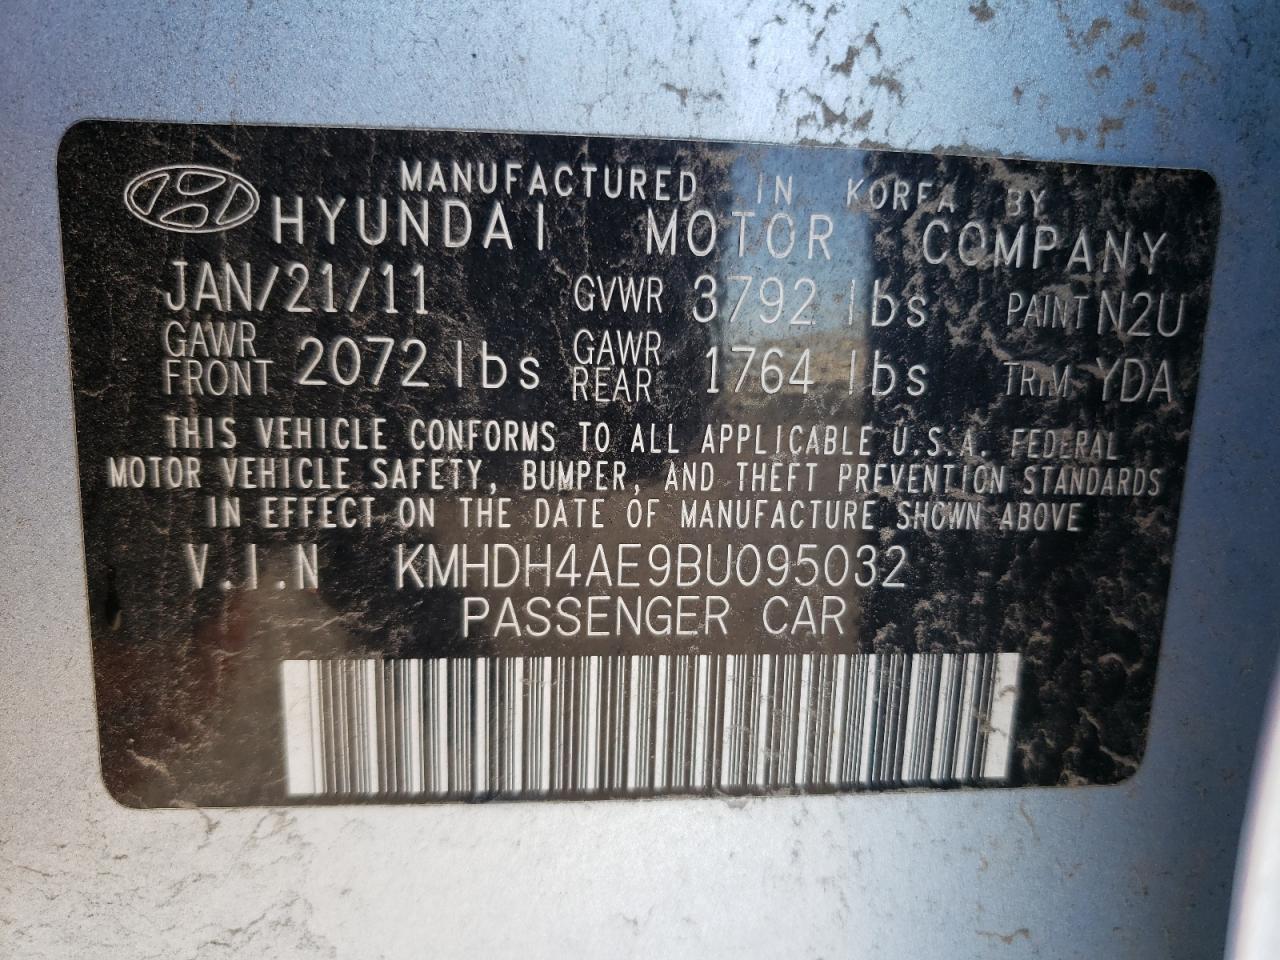 MANUFACTURED IN KOREA BY
HYUNDAI MOTOR COMPANY
JAN/21/11 GVWR 3792 lbs PAINT N2U
GAWR FRONT 2072 lbs GAWR REAR 1764 lbs TRIM YDA
THIS VEHICLE CONFORMS TO ALL APPLICABLE U.S.A. FEDERAL
MOTOR VEHICLE SAFETY, BUMPER, AND THEFT PREVENTION STANDARDS
IN EFFECT ON THE DATE OF MANUFACTURE SHOWN ABOVE
V.I.N KMHDH4AE9BU095032
PASSENGER CAR